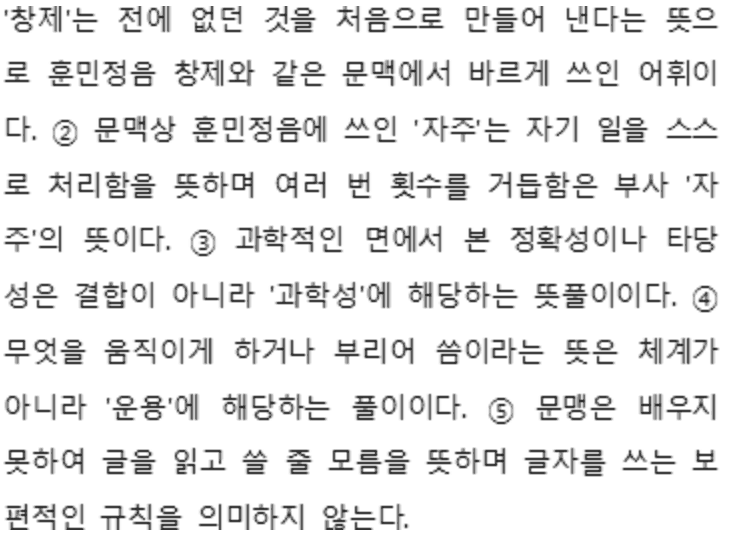 '창제'는 전에 없던 것을 처음으로 만들어 낸다는 뜻으
로 훈민정음 창제와 같은 문맥에서 바르게 쓰인 어휘이
다. ② 문맥상 훈민정음에 쓰인 '자주'는 자기 일을 스스
로 처리함을 뜻하며 여러 번 횟수를 거듭함은 부사 '자
주'의 뜻이다. ③ 과학적인 면에서 본 정확성이나 타당
성은 결합이 아니라 '과학성'에 해당하는 뜻풀이이다. ④
무엇을 움직이게 하거나 부리어 씀이라는 뜻은 체계가
아니라 '운용'에 해당하는 풀이이다. ⑤ 문맹은 배우지
못하여 글을 읽고 쓸 줄 모름을 뜻하며 글자를 쓰는 보
편적인 규칙을 의미하지 않는다.